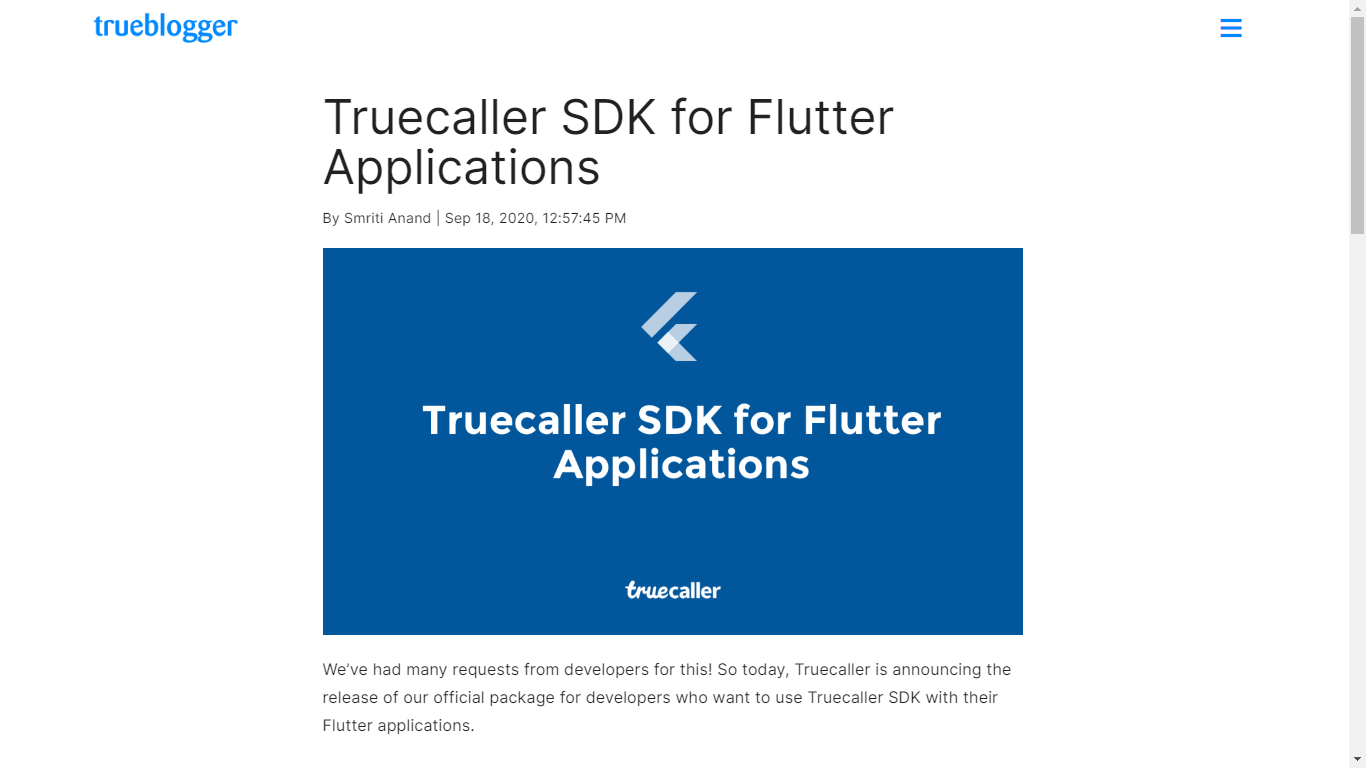 trueblogger
Truecaller SDK for Flutter
Applications
By Smriti Anand | Sep 18, 2020, 12:57:45 PM
Truecaller SDK for Flutter
Applications
truecaller
We’ve had many requests from developers for this! So today, Truecaller is announcing the
release of our official package for developers who want to use Truecaller SDK with their
Flutter applications.